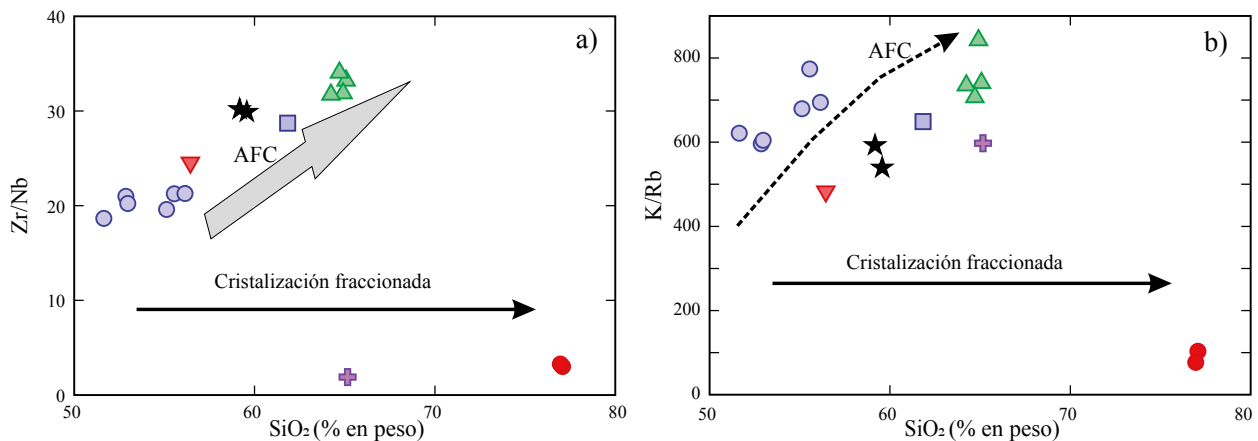 a)
40
30
20
10
0
Zr/Nb
AFC
Cristalización fraccionada
50
60
70
80
SiO₂ (% en peso)
b)
800
600
400
200
0
K/Rb
AFC
Cristalización fraccionada
50
60
70
80
SiO₂ (% en peso)